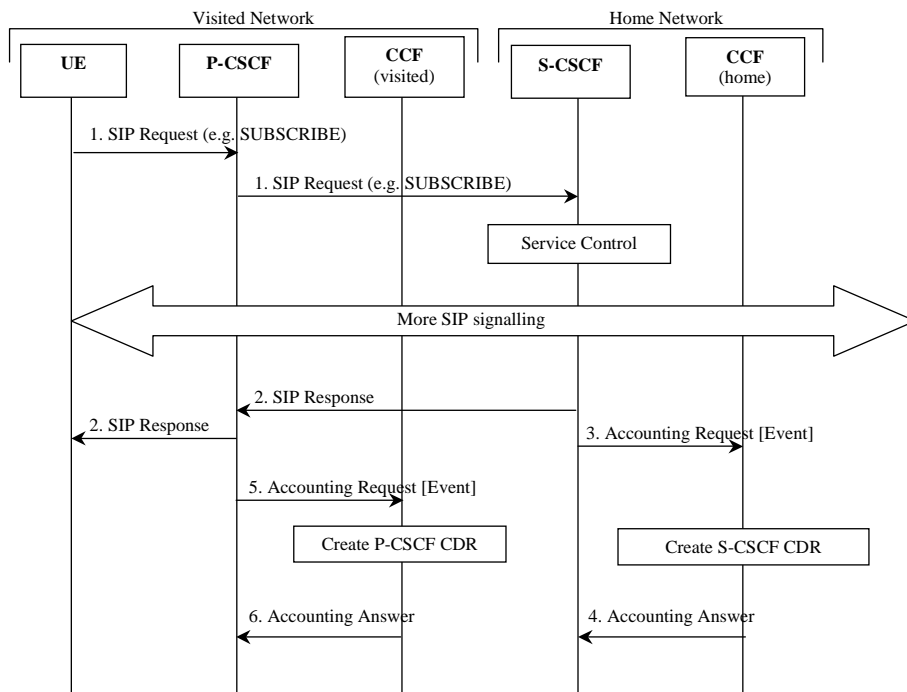 Visited Network
Home Network
UE
P-CSCF
CCF
(visited)
S-CSCF
CCF
(home)
1. SIP Request (e.g. SUBSCRIBE)
1. SIP Request (e.g. SUBSCRIBE)
Service Control
More SIP signalling
2. SIP Response
2. SIP Response
3. Accounting Request [Event]
5. Accounting Request [Event]
Create P-CSCF CDR
Create S-CSCF CDR
6. Accounting Answer
4. Accounting Answer